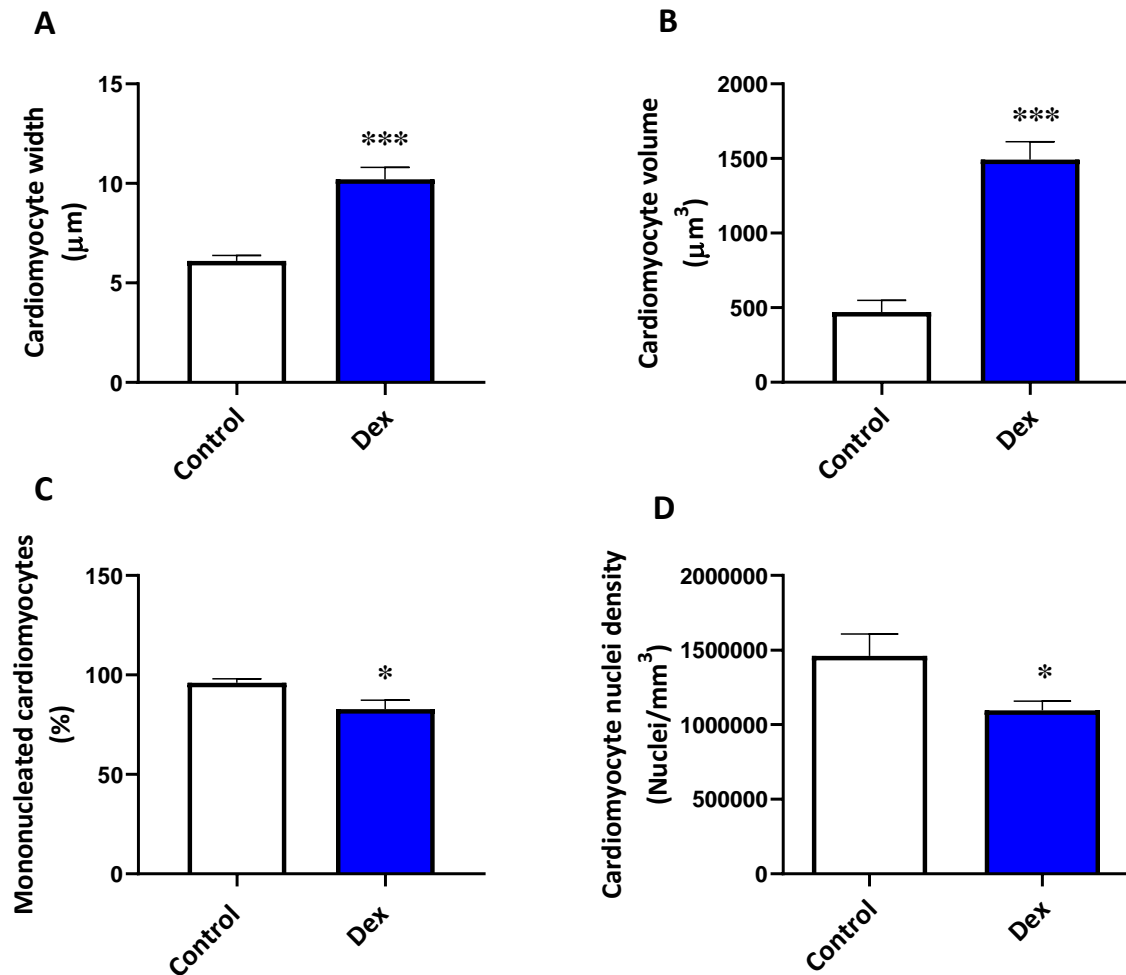 A
Cardiomyocyte width
(μm)
15
10
5
0
***
Control
Dex
B
Cardiomyocyte volume
(μm³)
2000
1500
1000
500
0
***
Control
Dex
C
Mononucleated cardiomyocytes
(%)
150
100
50
0
*
Control
Dex
D
Cardiomyocyte nuclei density
(Nuclei/mm³)
2000000
1500000
1000000
500000
0
*
Control
Dex